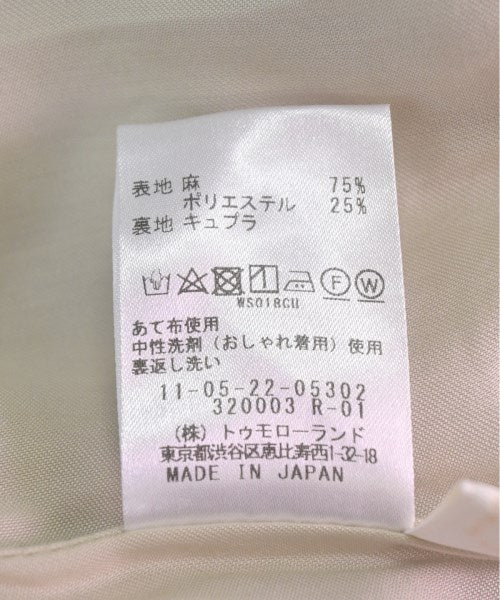 表地 麻 75%
ポリエステル 25%
裏地 キュプラ
F W
WS018CU
あて布使用
中性洗剤（おしゃれ着用）使用
裏返し洗い
11-05-22-05302
320003 R-01
（株）トゥモローランド
東京都渋谷区恵比寿西1-32-18
MADE IN JAPAN